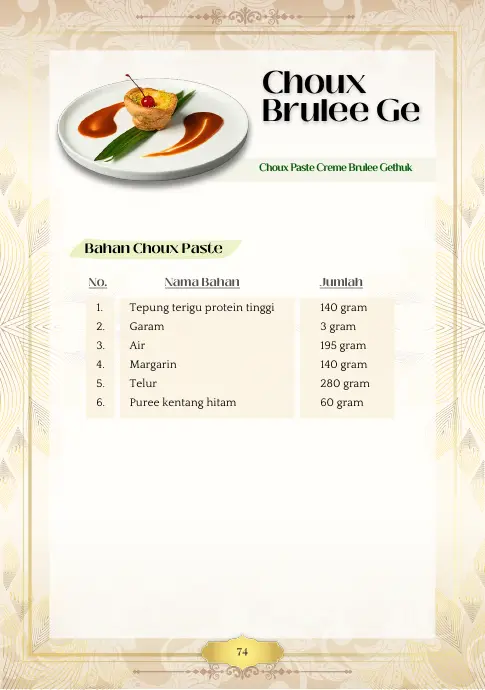 Choux
Brulee Ge
Choux Paste Creme Brulee Gethuk
Bahan Choux Paste
No. Nama Bahan Jumlah
1. Tepung terigu protein tinggi 140 gram
2. Garam 3 gram
3. Air 195 gram
4. Margarin 140 gram
5. Telur 280 gram
6. Puree kentang hitam 60 gram
74